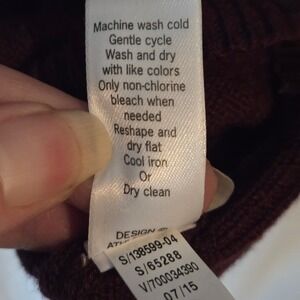 Machine wash cold
Gentle cycle
Wash and dry
with like colors
Only non-chlorine
bleach when
needed
Reshape and
dry flat
Cool iron
Or
Dry clean
DESIGN
S/138599-04
S/65288
V/700034390
07/15